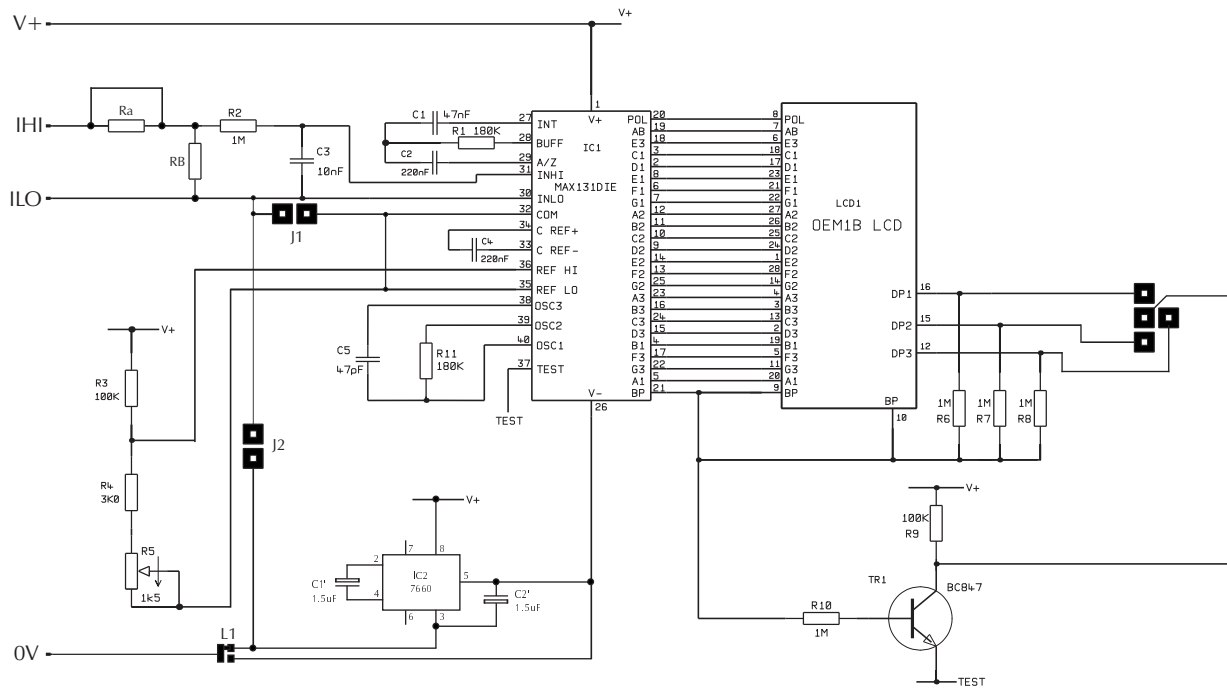 V+
V+
IHI
Ra
R2
1M
RB
C3
10nF
ILO
J1
C1 47nF
R1 180K
C2
220nF
C4
220nF
27 INT
28 BUFF
29 A/Z
31 INHI
30 INLO
32 COM
34 C REF+
33 C REF-
36 REF HI
35 REF LO
38 OSC3
39 OSC2
40 OSC1
37 TEST
1
V+
IC1
MAX131DIE
V-
26
TEST
POL 20
AB 19
E3 18
C1 3
D1 2
E1 8
F1 6
G1 7
A2 12
B2 11
C2 10
D2 9
E2 14
F2 13
G2 25
A3 23
B3 16
C3 24
D3 15
B1 4
F3 17
G3 22
A1 5
BP 21
8 POL
7 AB
6 E3
18 C1
17 D1
23 E1
21 F1
22 G1
27 A2
26 B2
25 C2
24 D2
1 E2
28 F2
14 G2
4 A3
3 B3
13 C3
2 D3
19 B1
5 F3
11 G3
20 A1
9 BP
LCD1
OEM1B LCD
DP1 16
DP2 15
DP3 12
BP
10
1M
R6
1M
R7
1M
R8
C5
47pF
R11
180K
V+
R3
100K
R4
3K0
R5
1k5
J2
V+
7
8
2
4
IC2
7660
5
6
3
C1'
1.5uF
C2'
1.5uF
L1
0V
V+
100K
R9
TR1
BC847
R10
1M
TEST